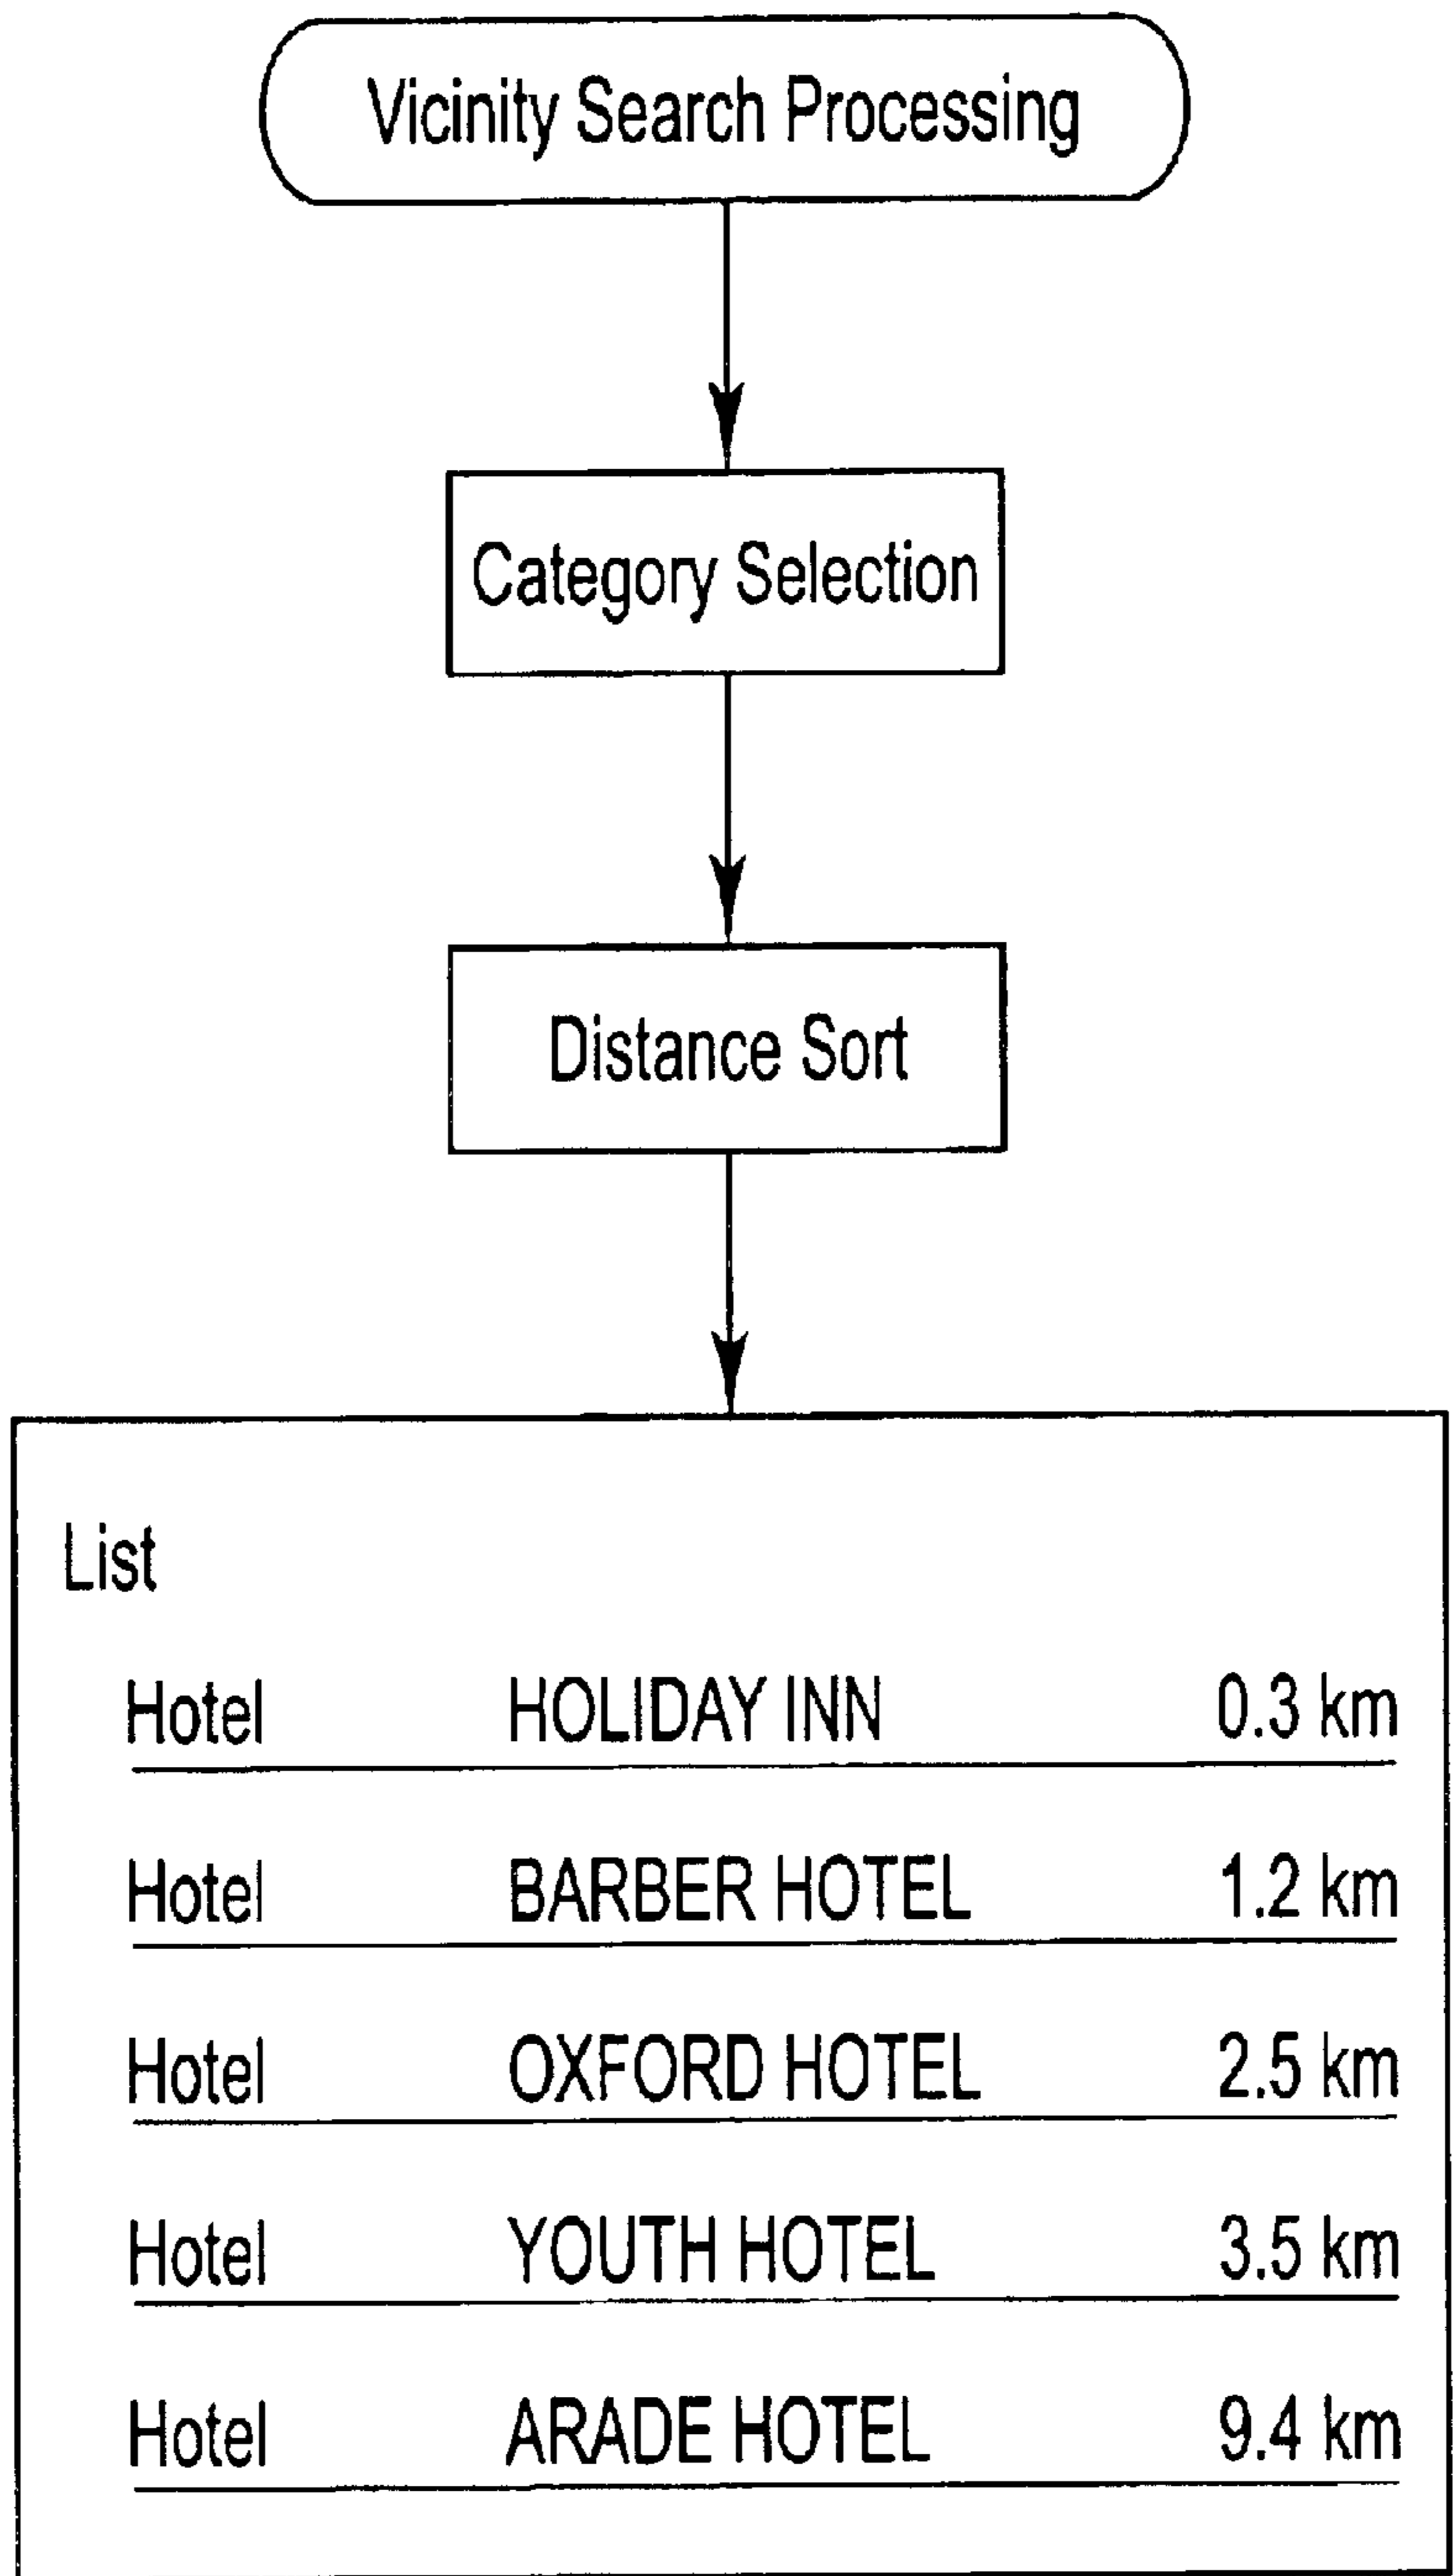 Vicinity Search Processing
Category Selection
Distance Sort
List
Hotel HOLIDAY INN 0.3 km
Hotel BARBER HOTEL 1.2 km
Hotel OXFORD HOTEL 2.5 km
Hotel YOUTH HOTEL 3.5 km
Hotel ARADE HOTEL 9.4 km